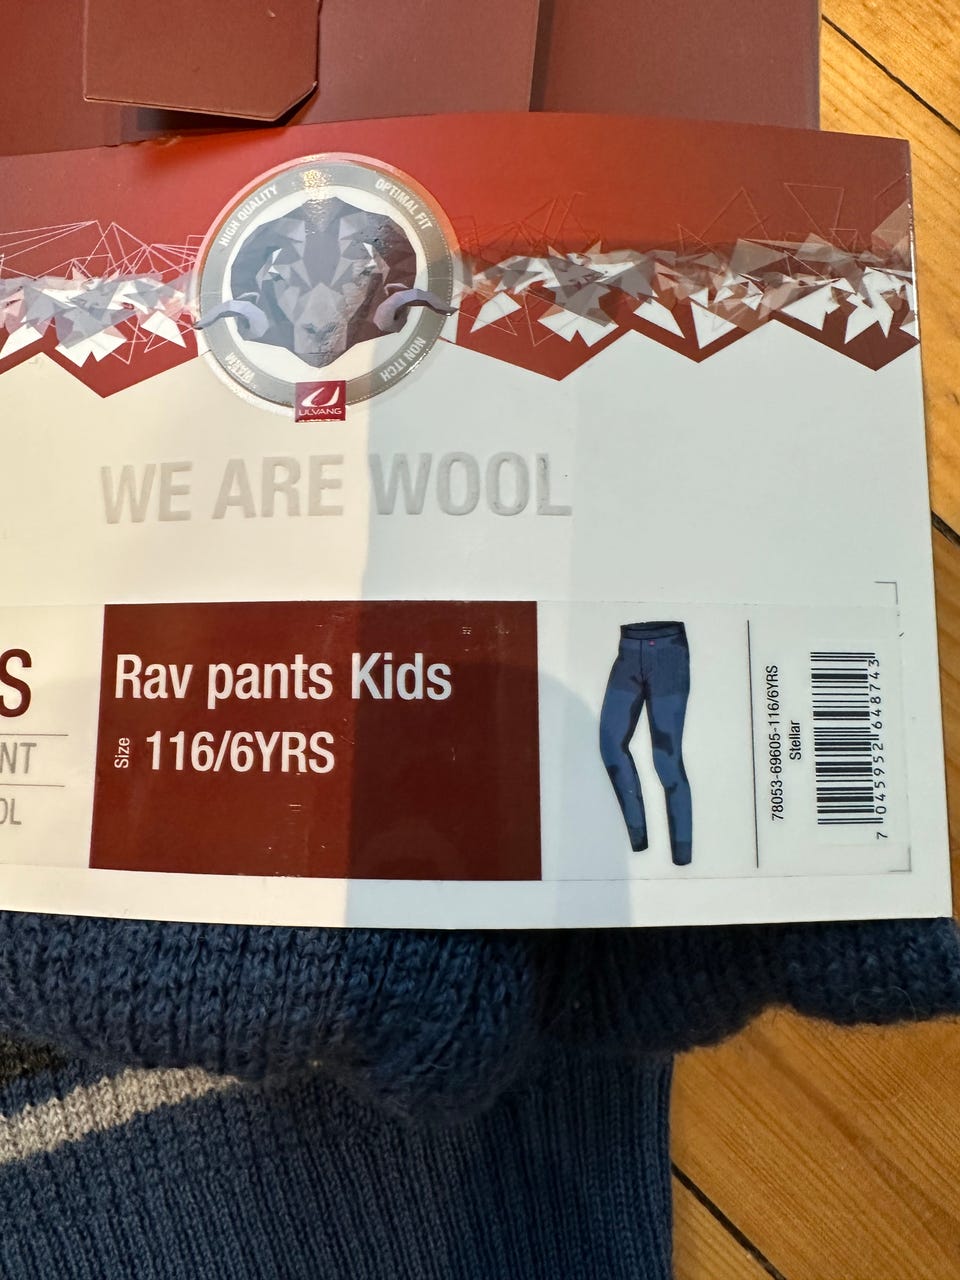 HIGH QUALITY
OPTIMAL FIT
WARM
NON ITCH
ULVANG
WE ARE WOOL
S
NT
OL
Rav pants Kids
Size 116/6YRS
78053-69605-116/6YRS
Stellar
7 045952 648743